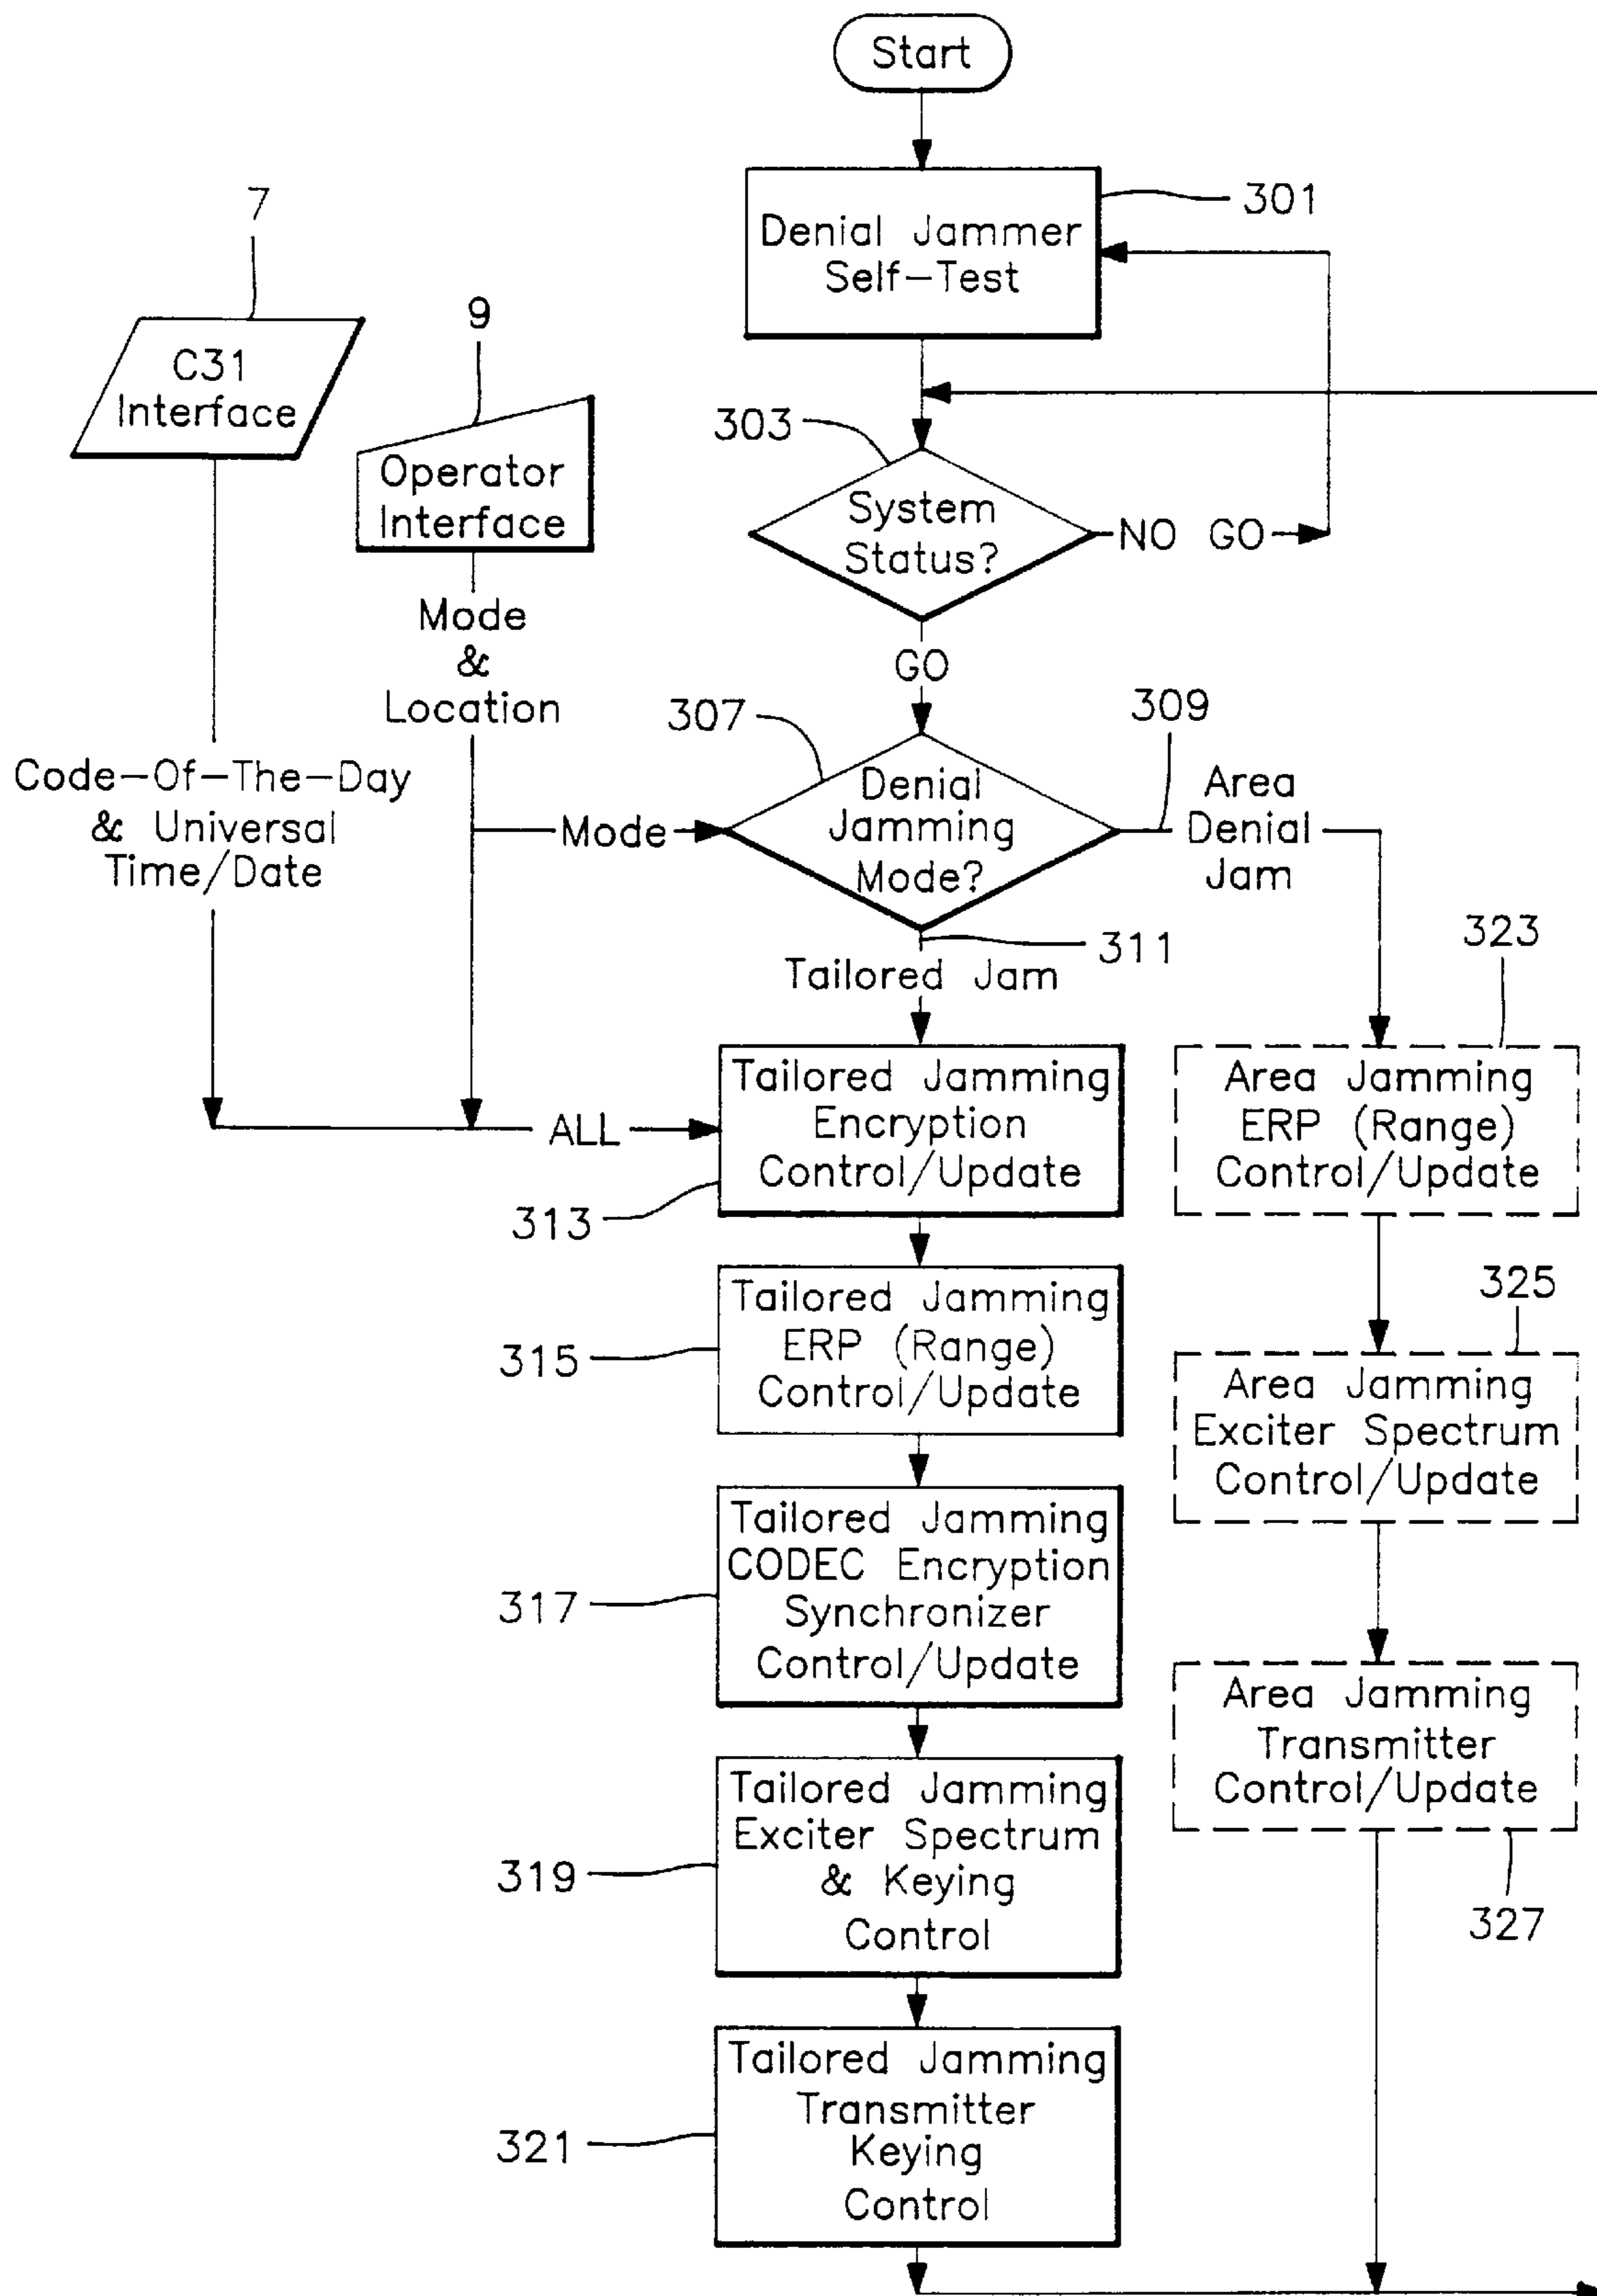 Start
301
Denial Jammer
Self-Test
7
C31
Interface
9
Operator
Interface
303
System
Status?
NO GO
Mode
&
Location
GO
307
309
Code-Of-The-Day
& Universal
Time/Date
Mode
Denial
Jamming
Mode?
Area
Denial
Jam
311
Tailored Jam
323
ALL
Tailored Jamming
Encryption
Control/Update
313
Area Jamming
ERP (Range)
Control/Update
315
Tailored Jamming
ERP (Range)
Control/Update
325
Area Jamming
Exciter Spectrum
Control/Update
317
Tailored Jamming
CODEC Encryption
Synchronizer
Control/Update
Area Jamming
Transmitter
Control/Update
327
319
Tailored Jamming
Exciter Spectrum
& Keying
Control
321
Tailored Jamming
Transmitter
Keying
Control